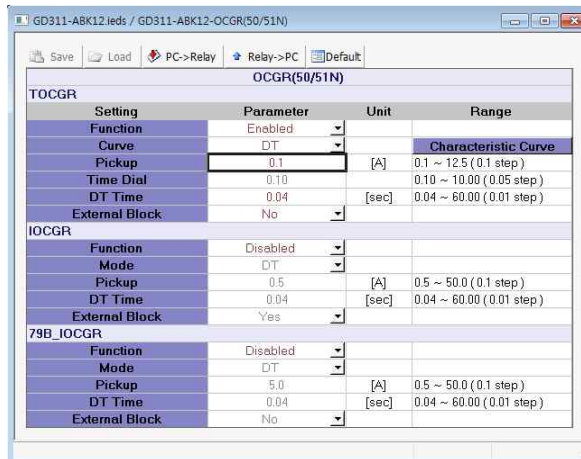 GD311-ABK12.ieds / GD311-ABK12-OCGR(50/51N)
Save Load PC->Relay Relay->PC Default
OCGR(50/51N)
TOCGR
Setting Parameter Unit Range
Function Enabled
Curve DT Characteristic Curve
Pickup 0.1 [A] 0.1 ~ 12.5 ( 0.1 step )
Time Dial 0.10 0.10 ~ 10.00 ( 0.05 step )
DT Time 0.04 [sec] 0.04 ~ 60.00 ( 0.01 step )
External Block No
IOCGR
Function Disabled
Mode DT
Pickup 0.5 [A] 0.5 ~ 50.0 ( 0.1 step )
DT Time 0.04 [sec] 0.04 ~ 60.00 ( 0.01 step )
External Block Yes
79B_IOCGR
Function Disabled
Mode DT
Pickup 5.0 [A] 0.5 ~ 50.0 ( 0.1 step )
DT Time 0.04 [sec] 0.04 ~ 60.00 ( 0.01 step )
External Block No